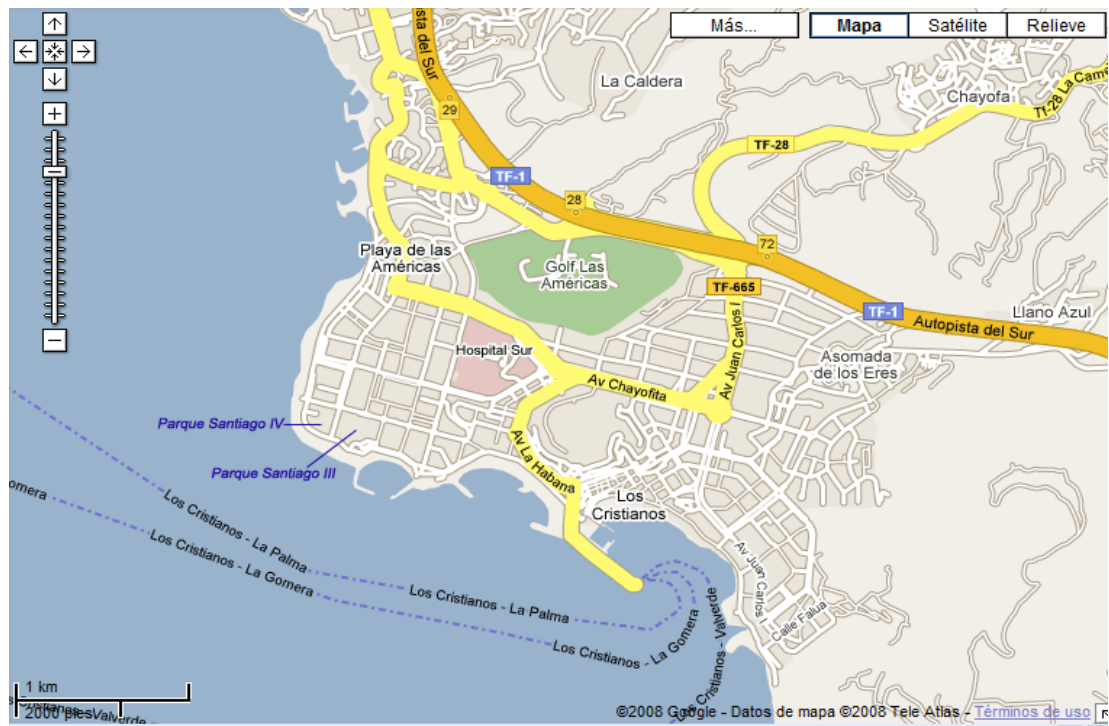 Más...
Mapa
Satélite
Relieve
sta del Sur
La Caldera
Chayofa
Tf-28 La Cam
29
TF-28
TF-1
28
72
Playa de las
Américas
Golf Las
Américas
TF-665
TF-1
Autopista del Sur
Llano Azul
Hospital Sur
Av Juan Carlos I
Asomada
de los Eres
Av Chayofita
Parque Santiago IV
Parque Santiago III
Av La Habana
Los
Cristianos
omera
Los Cristianos - La Palma
Los Cristianos - La Gomera
Los Cristianos - La Palma
Los Cristianos - La Gomera
Los Cristianos - Valverde
Av Juan Carlos I
Calle Falua
1 km
2000 pies
Cristianos - Valverde
©2008 Google - Datos de mapa ©2008 Tele Atlas - Términos de uso